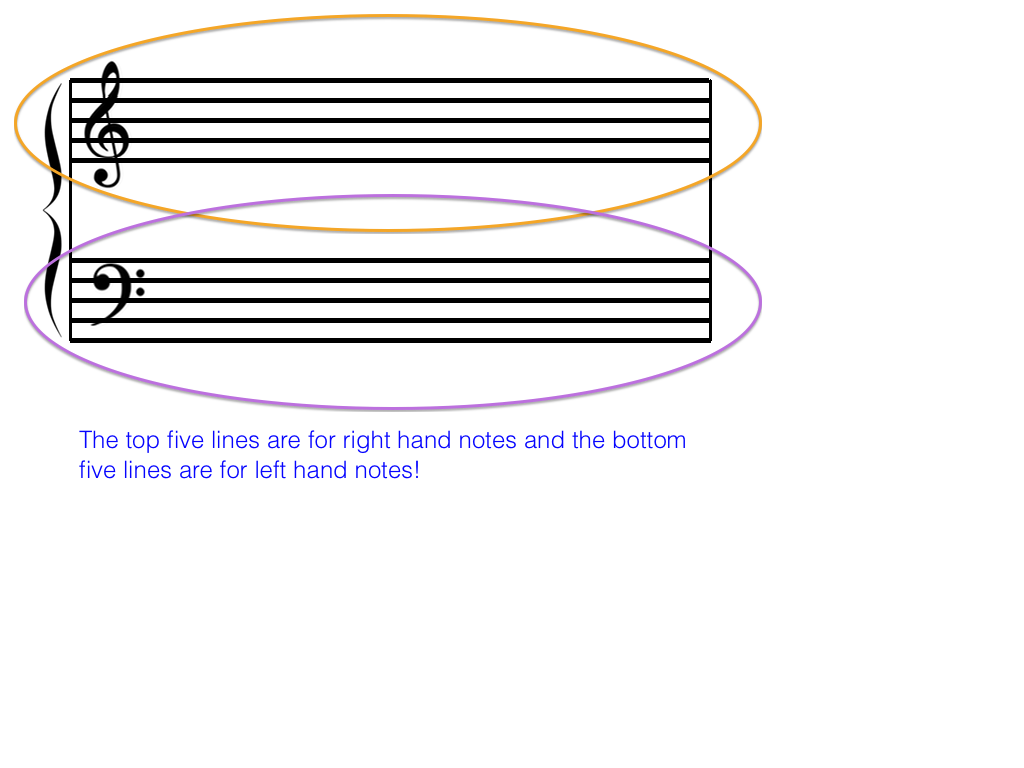 The top five lines are for right hand notes and the bottom
five lines are for left hand notes!